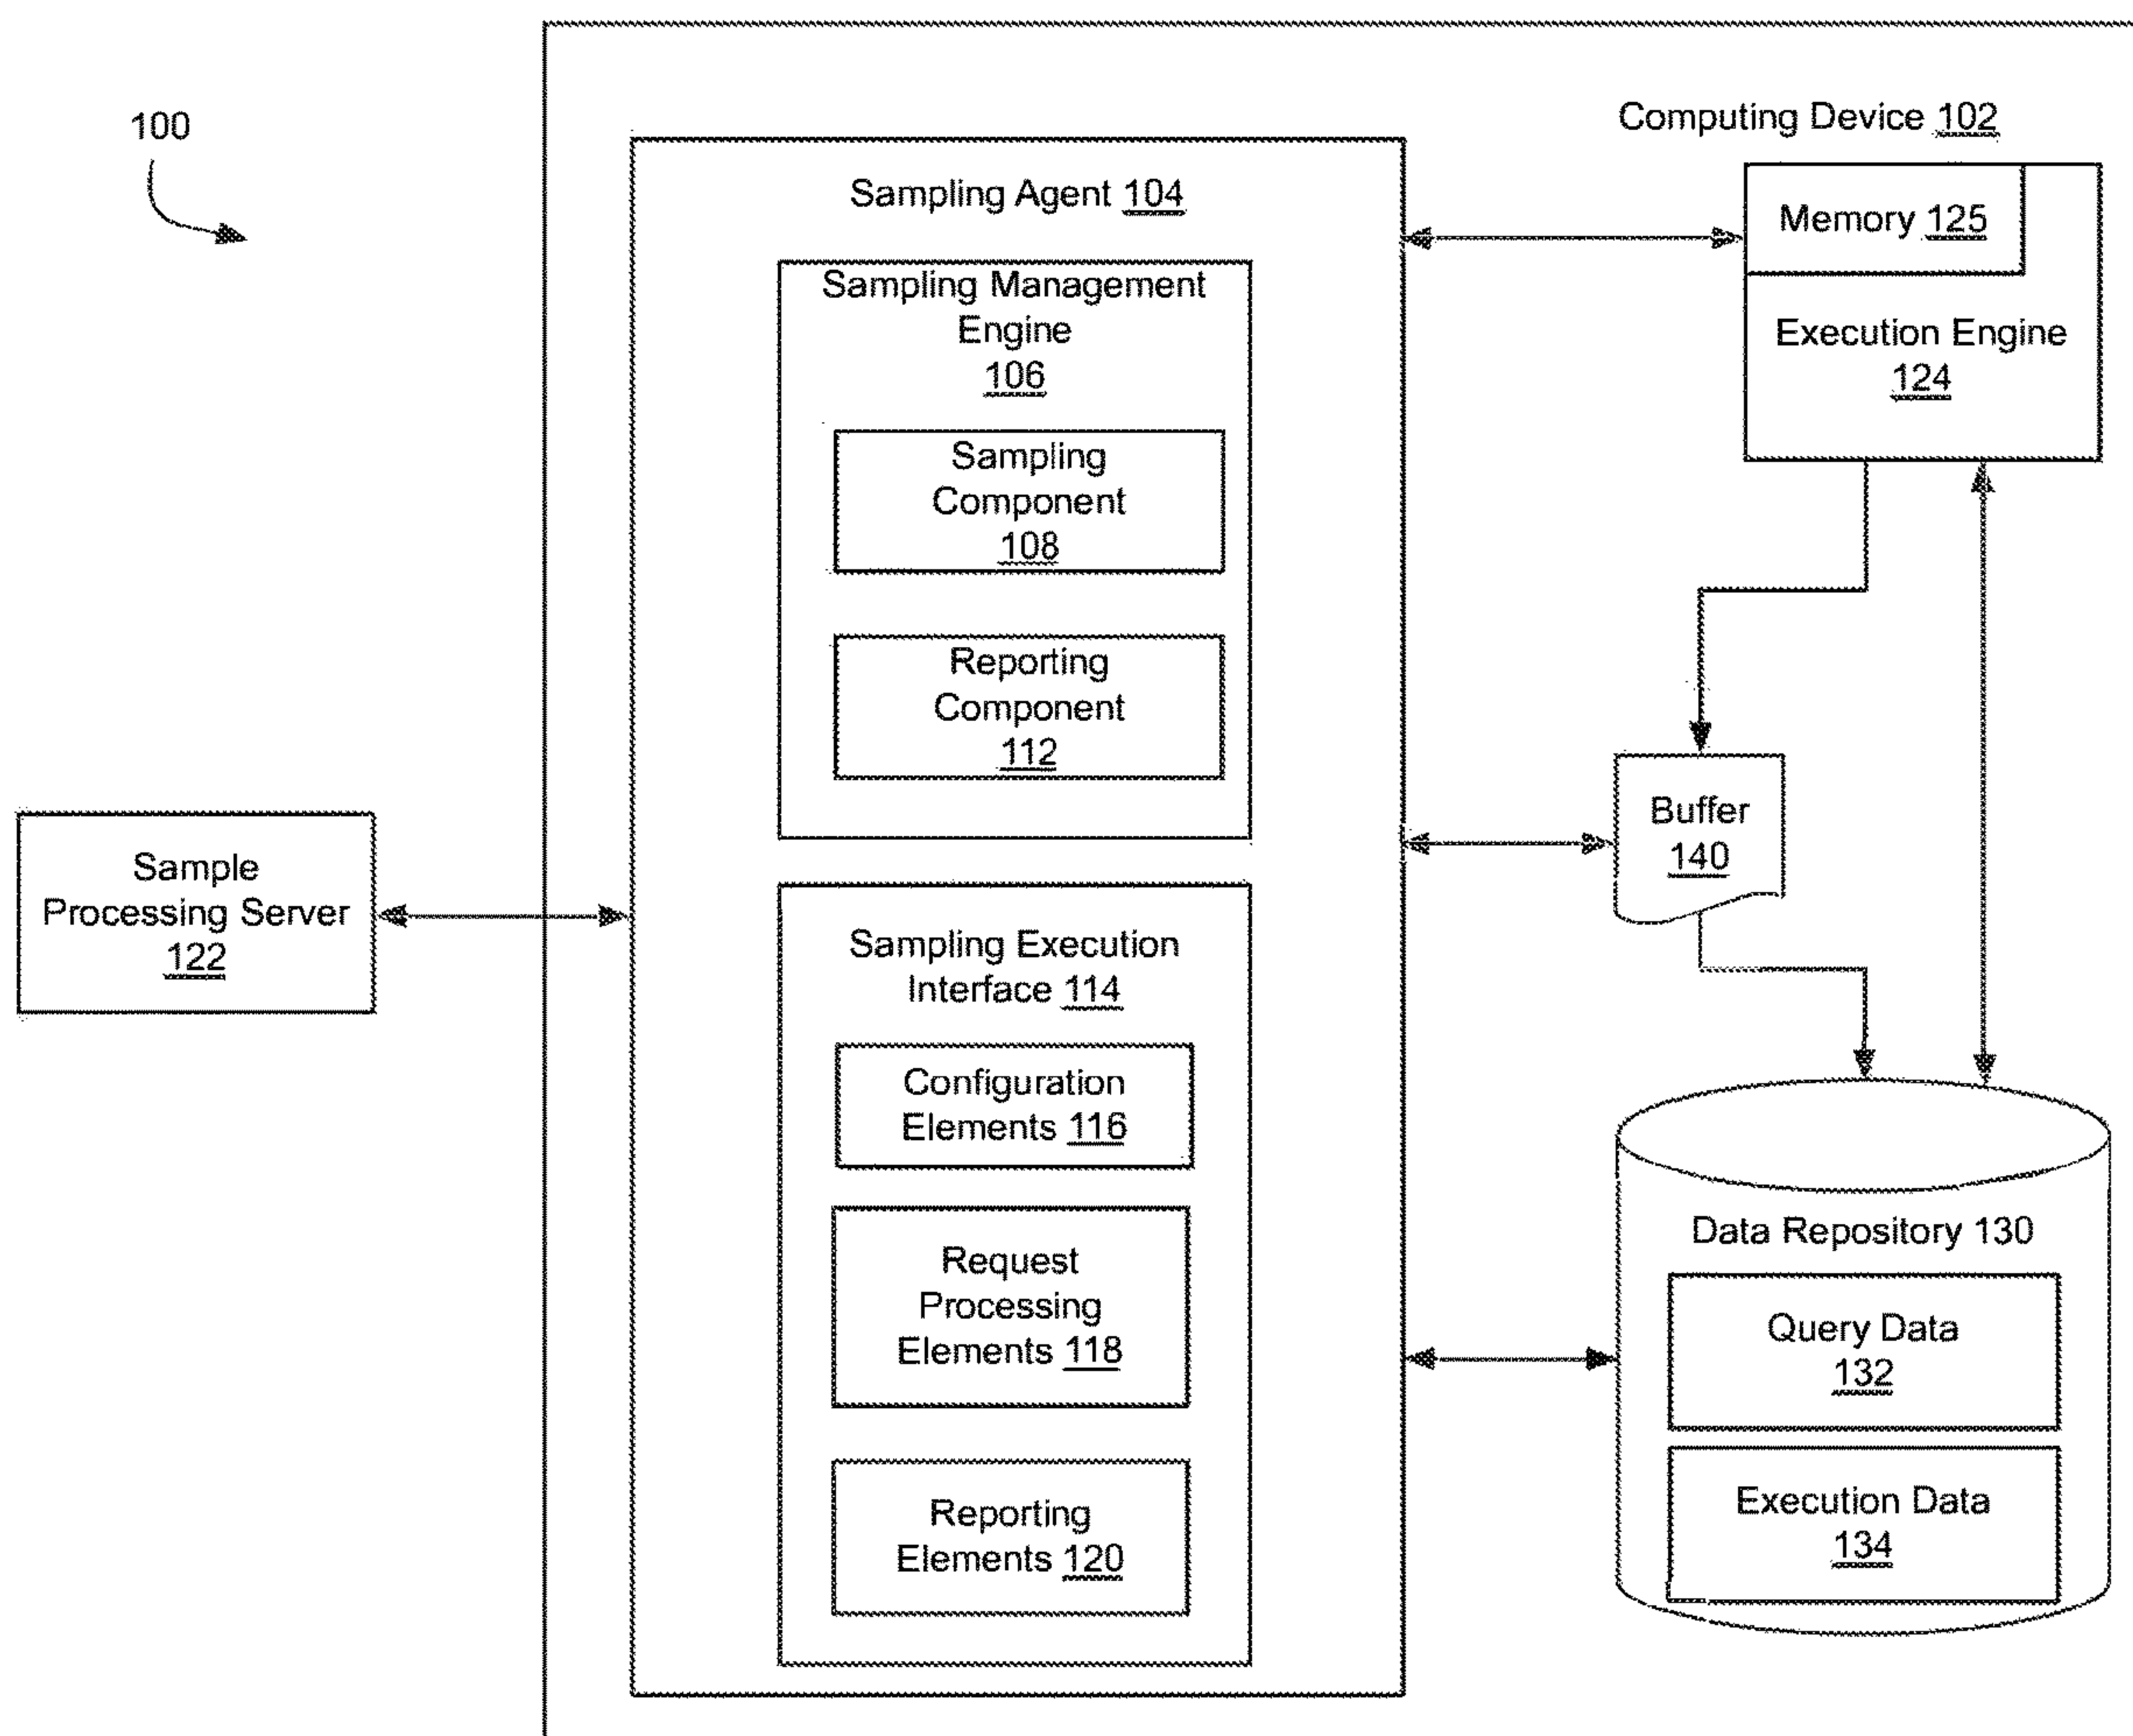 100
Computing Device 102
Sampling Agent 104
Memory 125
Execution Engine
124
Sampling Management
Engine
106
Sampling
Component
108
Reporting
Component
112
Buffer
140
Sample
Processing Server
122
Sampling Execution
Interface 114
Configuration
Elements 116
Request
Processing
Elements 118
Reporting
Elements 120
Data Repository 130
Query Data
132
Execution Data
134